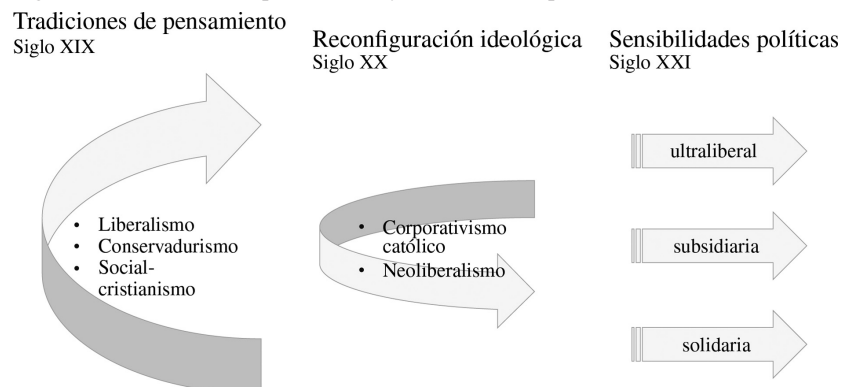 Tradiciones de pensamiento
Siglo XIX
• Liberalismo
• Conservadurismo
• Social-
cristianismo
Reconfiguración ideológica
Siglo XX
• Corporativismo
católico
• Neoliberalismo
Sensibilidades políticas
Siglo XXI
ultraliberal
subsidiaria
solidaria